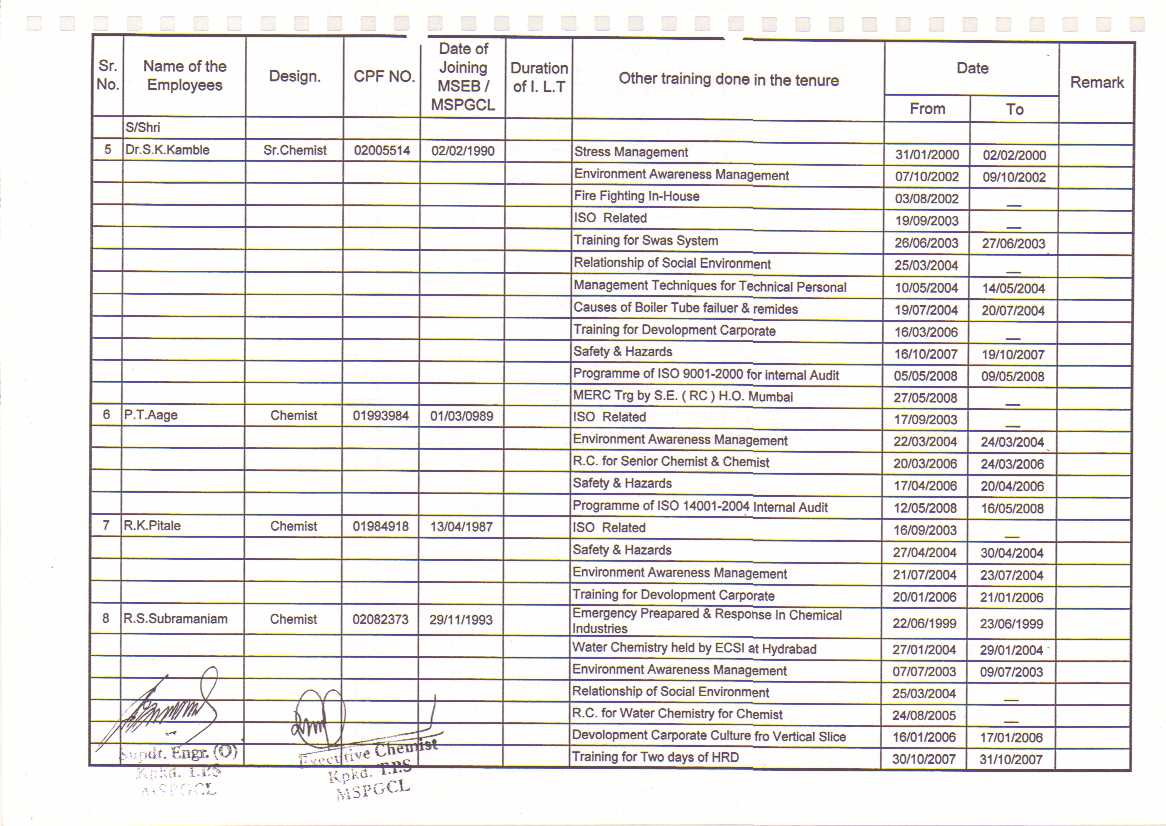 Sr. No. Name of the Employees Design. CPF NO. Date of Joining MSEB / MSPGCL Duration of I. L.T Other training done in the tenure Date Remark
From To
S/Shri
5 Dr.S.K.Kamble Sr.Chemist 02005514 02/02/1990 Stress Management 31/01/2000 02/02/2000
Environment Awareness Management 07/10/2002 09/10/2002
Fire Fighting In-House 03/08/2002 __
ISO Related 19/09/2003 __
Training for Swas System 26/06/2003 27/06/2003
Relationship of Social Environment 25/03/2004 __
Management Techniques for Technical Personal 10/05/2004 14/05/2004
Causes of Boiler Tube failuer & remides 19/07/2004 20/07/2004
Training for Devolopment Carporate 16/03/2006 __
Safety & Hazards 16/10/2007 19/10/2007
Programme of ISO 9001-2000 for internal Audit 05/05/2008 09/05/2008
MERC Trg by S.E. ( RC ) H.O. Mumbai 27/05/2008 __
6 P.T.Aage Chemist 01993984 01/03/0989 ISO Related 17/09/2003 __
Environment Awareness Management 22/03/2004 24/03/2004
R.C. for Senior Chemist & Chemist 20/03/2006 24/03/2006
Safety & Hazards 17/04/2006 20/04/2006
Programme of ISO 14001-2004 Internal Audit 12/05/2008 16/05/2008
7 R.K.Pitale Chemist 01984918 13/04/1987 ISO Related 16/09/2003 __
Safety & Hazards 27/04/2004 30/04/2004
Environment Awareness Management 21/07/2004 23/07/2004
Training for Devolopment Carporate 20/01/2006 21/01/2006
8 R.S.Subramaniam Chemist 02082373 29/11/1993 Emergency Preapared & Response In Chemical Industries 22/06/1999 23/06/1999
Water Chemistry held by ECSI at Hydrabad 27/01/2004 29/01/2004
Environment Awareness Management 07/07/2003 09/07/2003
Relationship of Social Environment 25/03/2004 __
R.C. for Water Chemistry for Chemist 24/08/2005 __
Devolopment Carporate Culture fro Vertical Slice 16/01/2006 17/01/2006
Training for Two days of HRD 30/10/2007 31/10/2007
Supdt. Engr. (O)
Kpkd. T.P.S
MSPGCL
Executive Chemist
Kpkd. T.P.S
MSPGCL